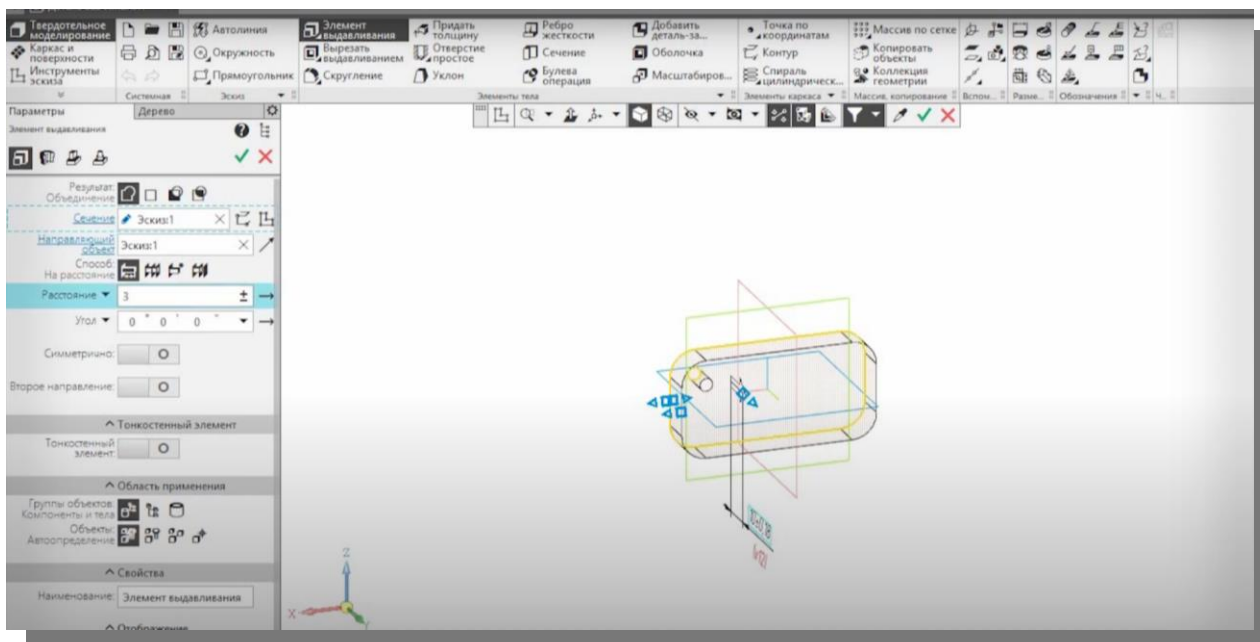 Твердотельное моделирование
Каркас и поверхности
Инструменты эскиза
Системная
Автолиния
Окружность
Прямоугольник
Эскиз
Элемент выдавливания
Вырезать выдавливанием
Скругление
Придать толщину
Отверстие простое
Уклон
Ребро жесткости
Сечение
Булева операция
Добавить деталь-за...
Оболочка
Масштабиров...
Элементы тела
Точка по координатам
Контур
Спираль цилиндрическ...
Элементы каркаса
Массив по сетке
Копировать объекты
Коллекция геометрии
Массив, копирование
Вспом...
Разме...
Обозначения
Ч...
Параметры
Дерево
Элемент выдавливания
Результат:
Объединение
Сечение
Эскиз:1
Направляющий объект
Эскиз:1
Способ:
На расстояние
Расстояние
3
Угол
0 ° 0 ' 0 "
Симметрично:
Второе направление:
Тонкостенный элемент
Тонкостенный элемент:
Область применения
Группы объектов:
Компоненты и тела
Объекты:
Автоопределение
Свойства
Наименование:
Элемент выдавливания
Отображение
Z
X
Y